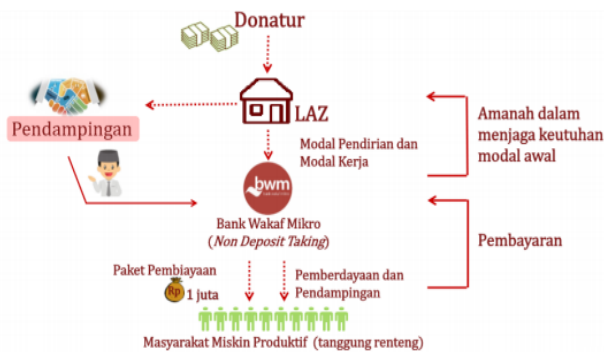 Donatur
LAZ
Pendampingan
Modal Pendirian dan
Modal Kerja
Amanah dalam
menjaga keutuhan
modal awal
bwm
Bank Wakaf Mikro
(Non Deposit Taking)
Pembayaran
Paket Pembiayaan
Rp
1 juta
Pemberdayaan dan
Pendampingan
Masyarakat Miskin Produktif (tanggung renteng)